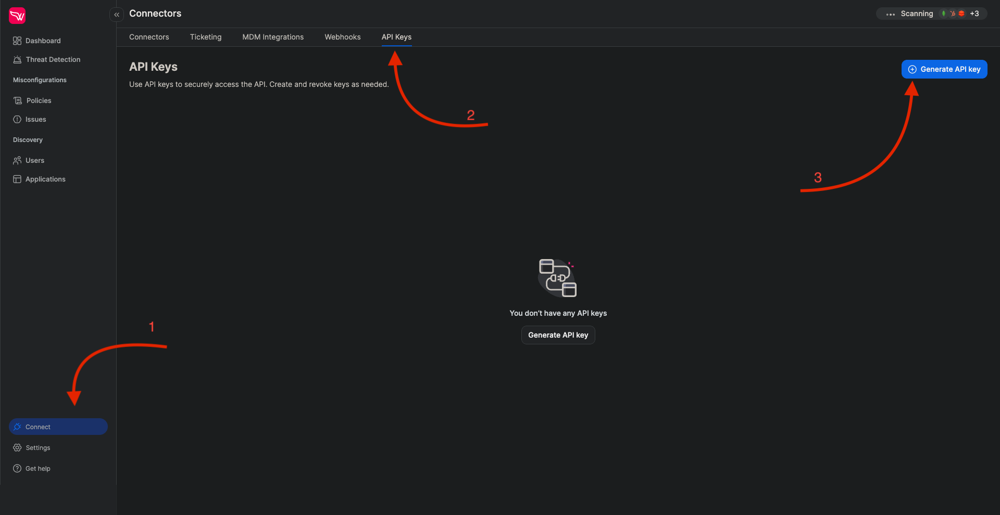 Connectors
Scanning +3
Dashboard
Threat Detection
Misconfigurations
Policies
Issues
Discovery
Users
Applications
Connect
Settings
Get help
Connectors Ticketing MDM Integrations Webhooks API Keys
API Keys
Generate API key
Use API keys to securely access the API. Create and revoke keys as needed.
2
3
1
You don’t have any API keys
Generate API key